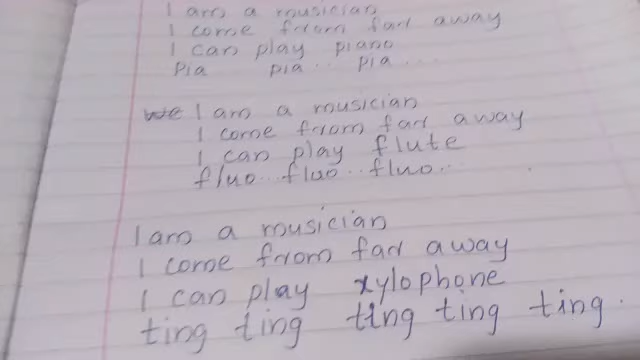 I am a musician
I come from far away
I can play piano
Pia pia.. pia...
we I am a musician
I come from far away
I can play flute
fluo...fluo..fluo...
I am a musician
I come from far away
I can play xylophone
ting ting ting ting ting.